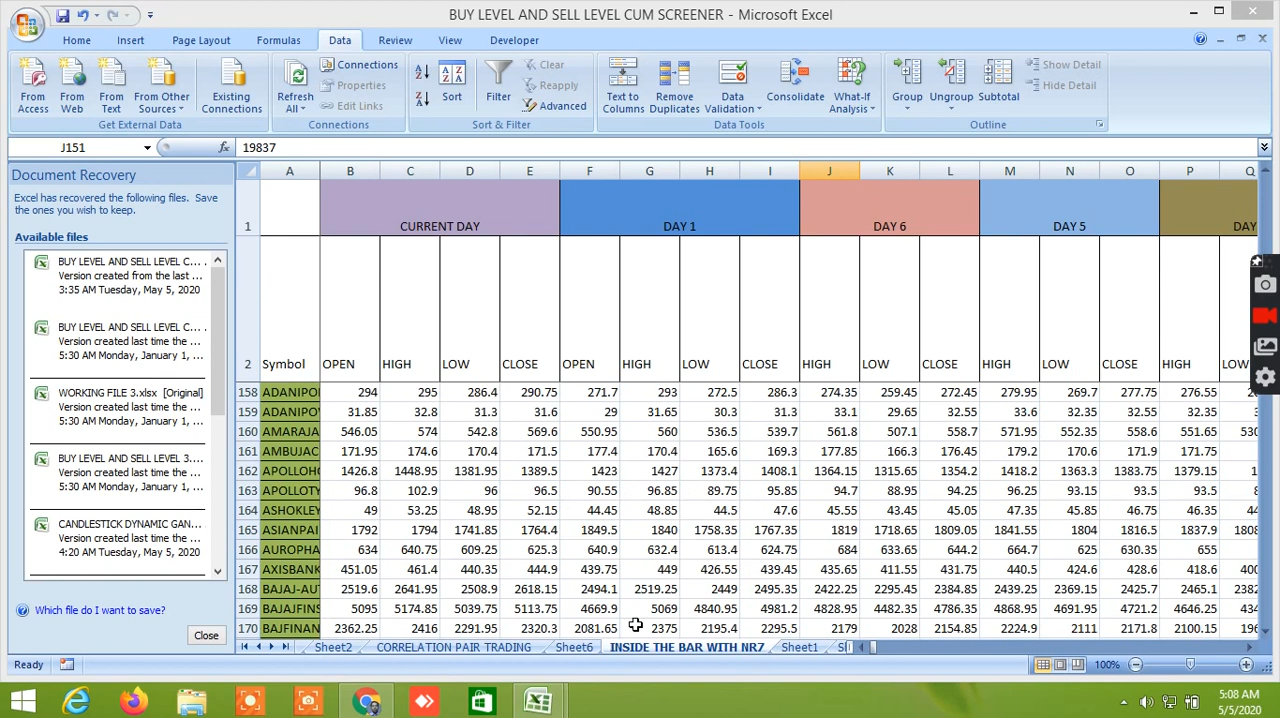 BUY LEVEL AND SELL LEVEL CUM SCREENER - Microsoft Excel
Home Insert Page Layout Formulas Data Review View Developer
From Access
From Web
From Text
From Other Sources
Existing Connections
Get External Data
Refresh All
Connections
Properties
Edit Links
Connections
Sort
Filter
Clear
Reapply
Advanced
Sort & Filter
Text to Columns
Remove Duplicates
Data Validation
Consolidate
What-If Analysis
Data Tools
Group
Ungroup
Subtotal
Show Detail
Hide Detail
Outline
J151 fx 19837
Document Recovery
Excel has recovered the following files. Save
the ones you wish to keep.
Available files
BUY LEVEL AND SELL LEVEL C... .
Version created from the last ...
3:35 AM Tuesday, May 5, 2020
BUY LEVEL AND SELL LEVEL C... .
Version created last time the ...
5:30 AM Monday, January 1, ...
WORKING FILE 3.xlsx [Original]
Version created last time the ...
5:30 AM Monday, January 1, ...
BUY LEVEL AND SELL LEVEL 3....
Version created last time the ...
5:30 AM Monday, January 1, ...
CANDLESTICK DYNAMIC GAN...
Version created last time the ...
4:20 AM Tuesday, May 5, 2020
Which file do I want to save?
Close
A B C D E F G H I J K L M N O P Q
1 CURRENT DAY DAY 1 DAY 6 DAY 5 DAY
2 Symbol OPEN HIGH LOW CLOSE OPEN HIGH LOW CLOSE HIGH LOW CLOSE HIGH LOW CLOSE HIGH LOW
158 ADANIPO 294 295 286.4 290.75 271.7 293 272.5 286.3 274.35 259.45 272.45 279.95 269.7 277.75 276.55
159 ADANIPO 31.85 32.8 31.3 31.6 29 31.65 30.3 31.3 33.1 29.65 32.55 33.6 32.55 32.35 32.55
160 AMARAJA 546.05 574 542.8 569.6 550.95 560 536.5 539.7 561.8 507.1 558.7 571.95 552.35 558.6 551.65 530
161 AMBUJAC 171.95 174.6 170.4 171.5 177.4 170.4 165.6 169.3 177.85 166.3 176.45 179.2 170.6 171.9 171.75
162 APOLLOHO 1426.8 1448.95 1381.95 1389.5 1423 1427 1373.4 1408.1 1364.15 1315.65 1354.2 1418.2 1363.3 1383.75 1379.15 1
163 APOLLOTY 96.8 102.9 96 96.5 90.55 96.85 89.75 95.85 94.7 88.95 94.25 96.25 93.15 93.5 93.5
164 ASHOKLEY 49 53.25 48.95 52.15 44.45 48.85 44.5 47.6 45.55 43.45 45.05 47.25 45.85 46.75 46.35
165 ASIANPAI 1792 1794 1741.85 1764.4 1849.5 1840 1758.35 1767.35 1819 1718.65 1809.05 1841.55 1804 1816.5 1837.9 1808
166 AUROPHA 634 640.75 609.25 625.3 640.9 632.4 613.4 624.75 684 633.65 644.2 664.7 625 630.35 655
167 AXISBANK 451.05 461.4 440.35 444.9 439.75 449 426.55 439.45 435.65 411.55 431.75 440.5 424.6 428.6 418.6 400
168 BAJAJ-AU 2519.6 2641.95 2508.9 2618.15 2494.1 2519.25 2449 2495.35 2422.25 2295.45 2384.85 2439.25 2369.15 2425.7 2465.1 2382
169 BAJAJFINS 5095 5174.85 5039.75 5113.75 4669.9 5069 4840.95 4981.2 4828.95 4482.35 4786.35 4868.95 4691.95 4721.2 4646.25 434
170 BAJFINAN 2362.25 2416 2291.95 2320.3 2081.65 2375 2195.4 2295.5 2179 2028 2154.85 2224.9 2111 2171.8 2100.15 196
Sheet2 CORRELATION PAIR TRADING Sheet6 INSIDE THE BAR WITH NR7 Sheet1
Ready 100%
5:08 AM
5/5/2020